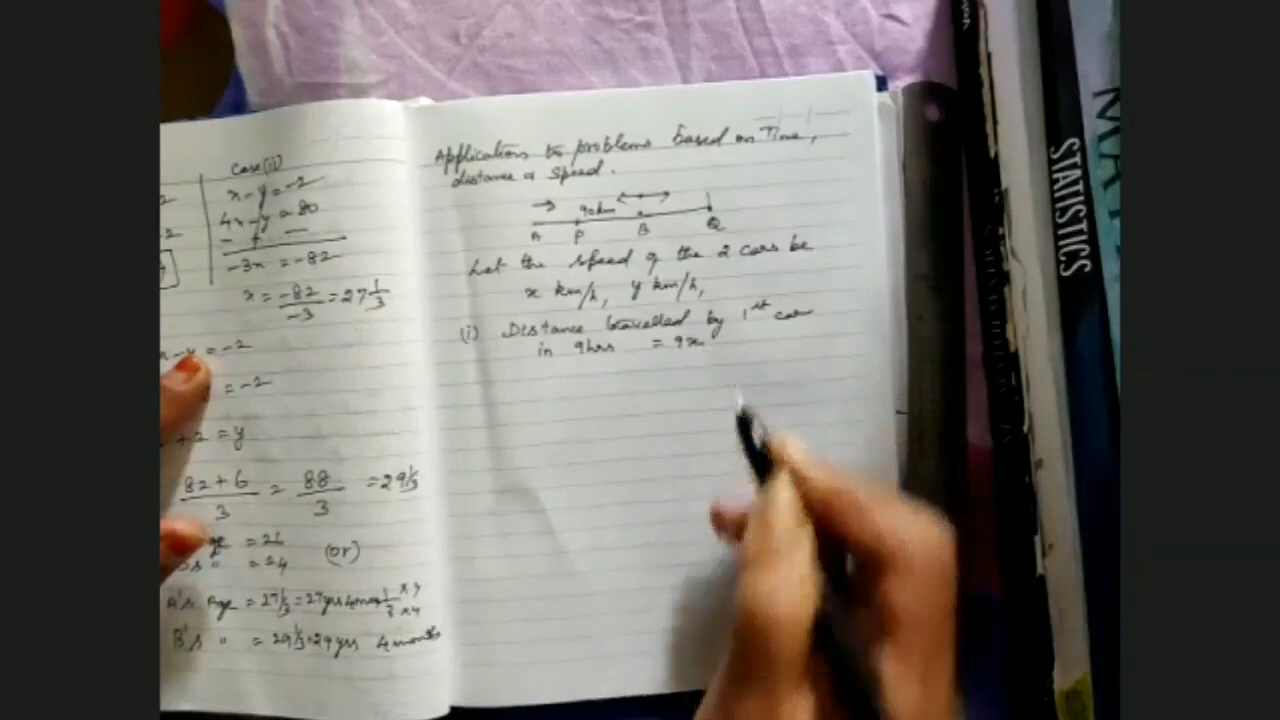 Case(ii)
x - y = -2
4x - y = 80
- + -
-3x = -82
x = -82/-3 = 27 1/3
x - y = -2
= -2
+ 2 = y
82+6/3 = 88/3 = 29 1/3
= 24 (or)
A's Age = 27 1/3 = 27 yrs 4 mon
B's " = 29 1/3 = 29 yrs 4 months
Application to problems based on Time,
distance & speed.
90km
A P B Q
Let the speed of the 2 cars be
x km/h, y km/h,
(i) Distance travelled by 1st car
in 9hrs = 9x
STATISTICS